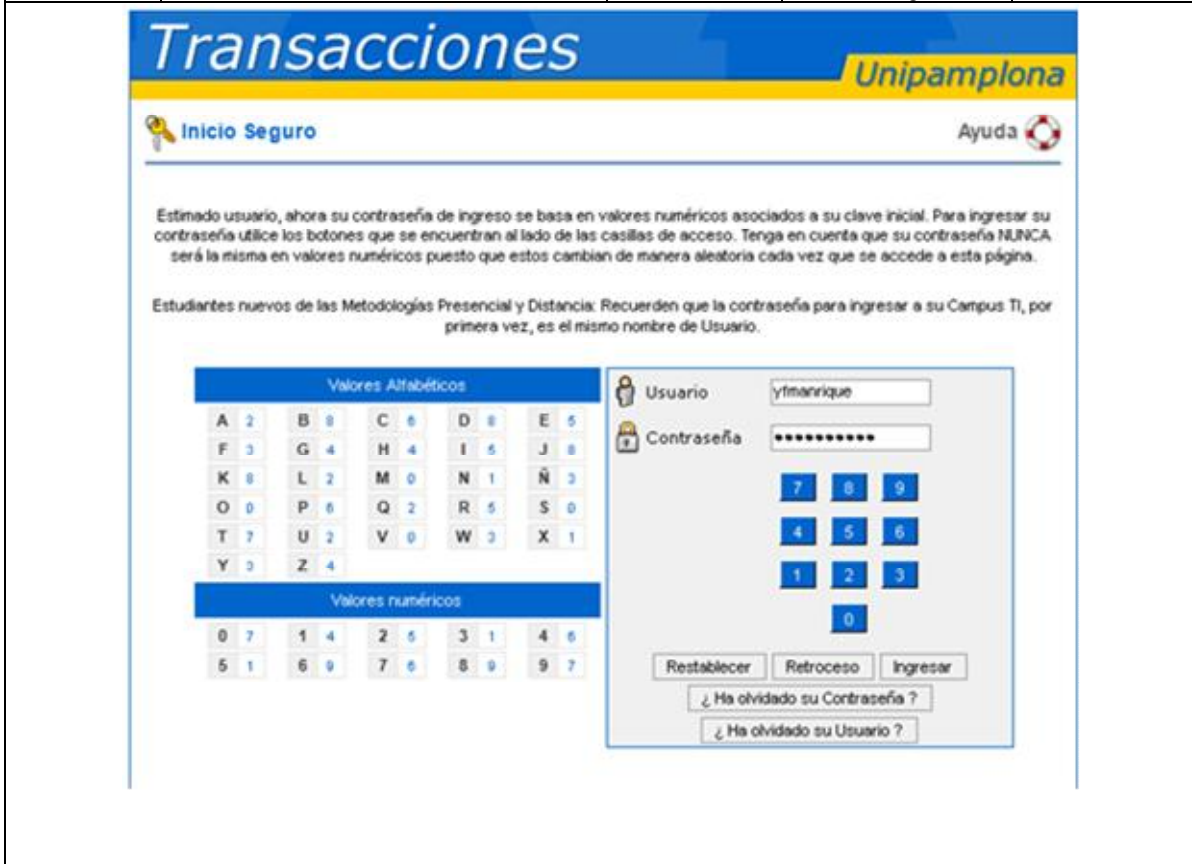 Transacciones
Unipamplona
Inicio Seguro
Ayuda
Estimado usuario, ahora su contraseña de ingreso se basa en valores numéricos asociados a su clave inicial. Para ingresar su
contraseña utilice los botones que se encuentran al lado de las casillas de acceso. Tenga en cuenta que su contraseña NUNCA
será la misma en valores numéricos puesto que estos cambian de manera aleatoria cada vez que se accede a esta página.
Estudiantes nuevos de las Metodologías Presencial y Distancia: Recuerden que la contraseña para ingresar a su Campus TI, por
primera vez, es el mismo nombre de Usuario.
Valores Alfabéticos
A 2 B 8 C 6 D 8 E 5
F 3 G 4 H 4 I 5 J 8
K 8 L 2 M 0 N 1 Ñ 3
O 0 P 6 Q 2 R 5 S 0
T 7 U 2 V 0 W 3 X 1
Y 3 Z 4
Valores numéricos
0 7 1 4 2 5 3 1 4 6
5 1 6 9 7 6 8 9 9 7
Usuario yfmanrique
Contraseña ••••••••••
7 8 9
4 5 6
1 2 3
0
Restablecer Retroceso Ingresar
¿ Ha olvidado su Contraseña ?
¿ Ha olvidado su Usuario ?